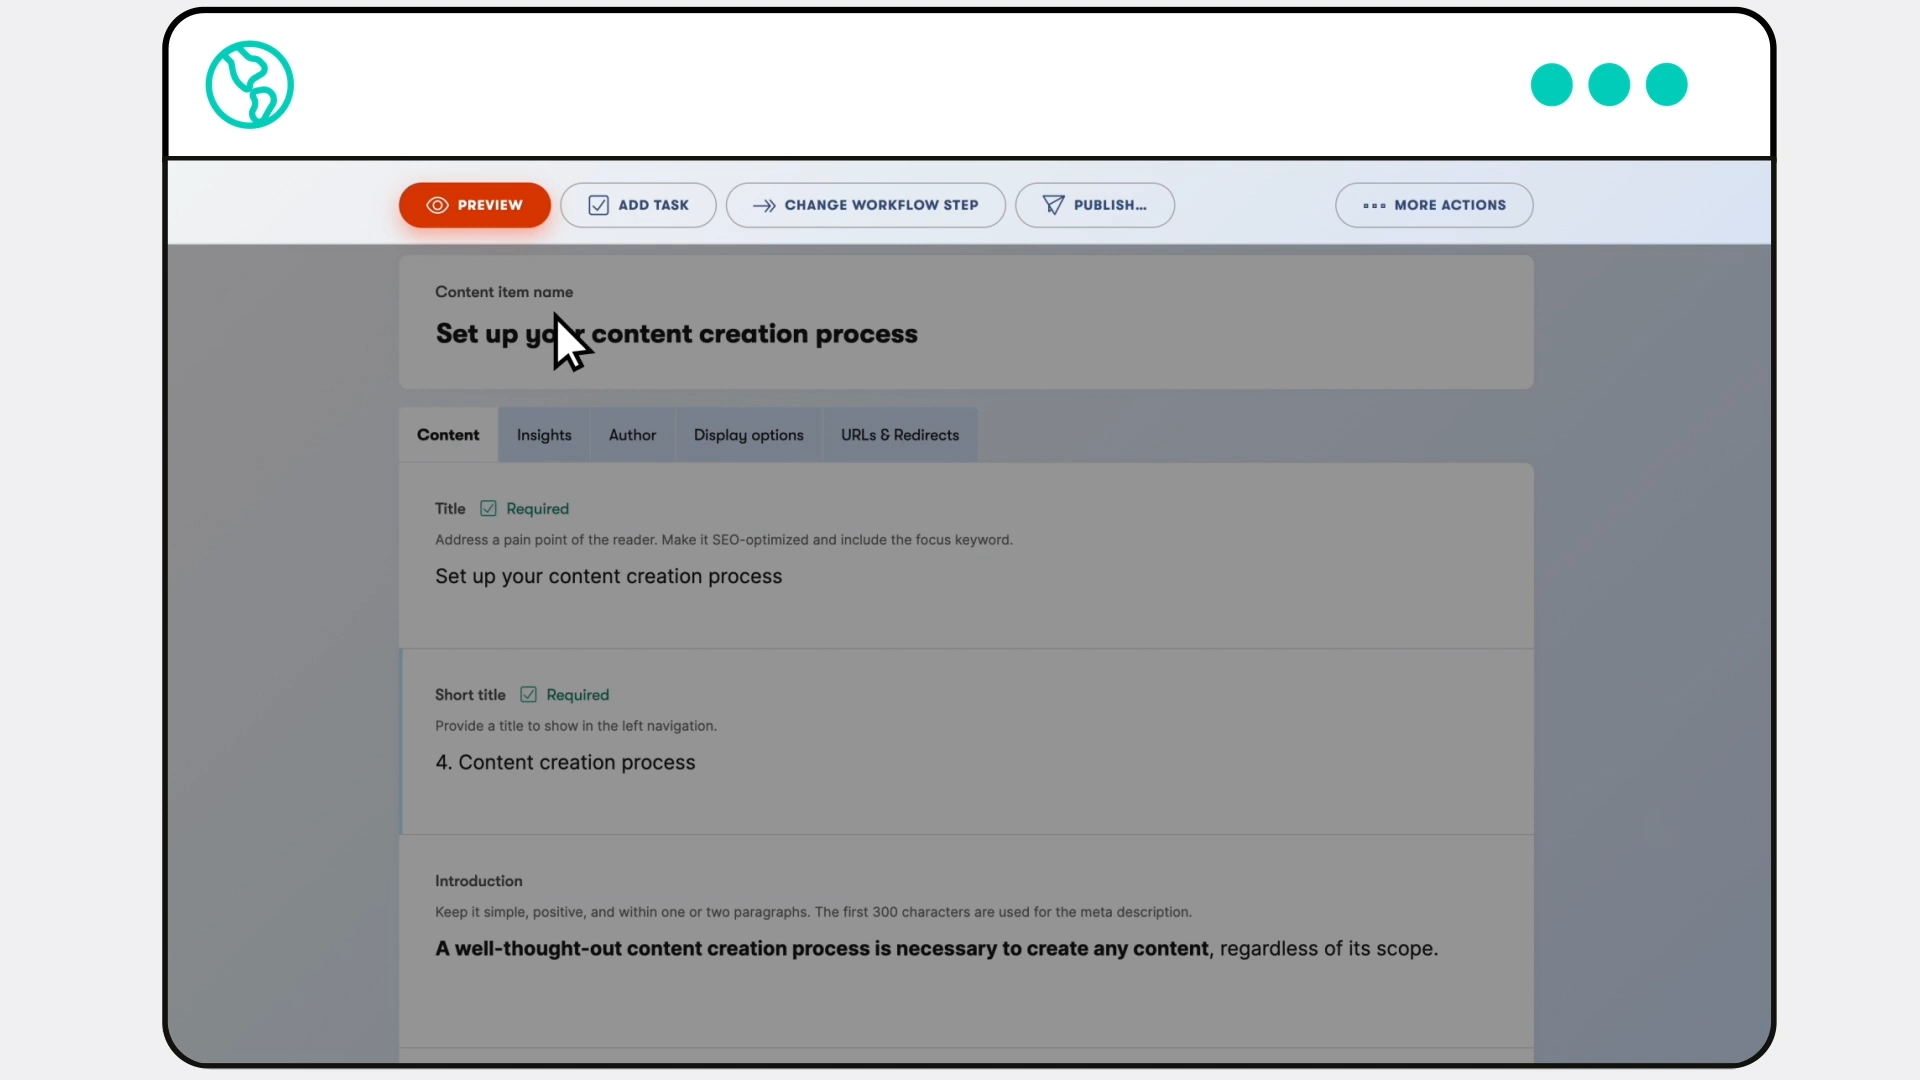 PREVIEW
ADD TASK
CHANGE WORKFLOW STEP
PUBLISH...
MORE ACTIONS
Content item name
Set up your content creation process
Content
Insights
Author
Display options
URLs & Redirects
Title
Required
Address a pain point of the reader. Make it SEO-optimized and include the focus keyword.
Set up your content creation process
Short title
Required
Provide a title to show in the left navigation.
4. Content creation process
Introduction
Keep it simple, positive, and within one or two paragraphs. The first 300 characters are used for the meta description.
A well-thought-out content creation process is necessary to create any content, regardless of its scope.